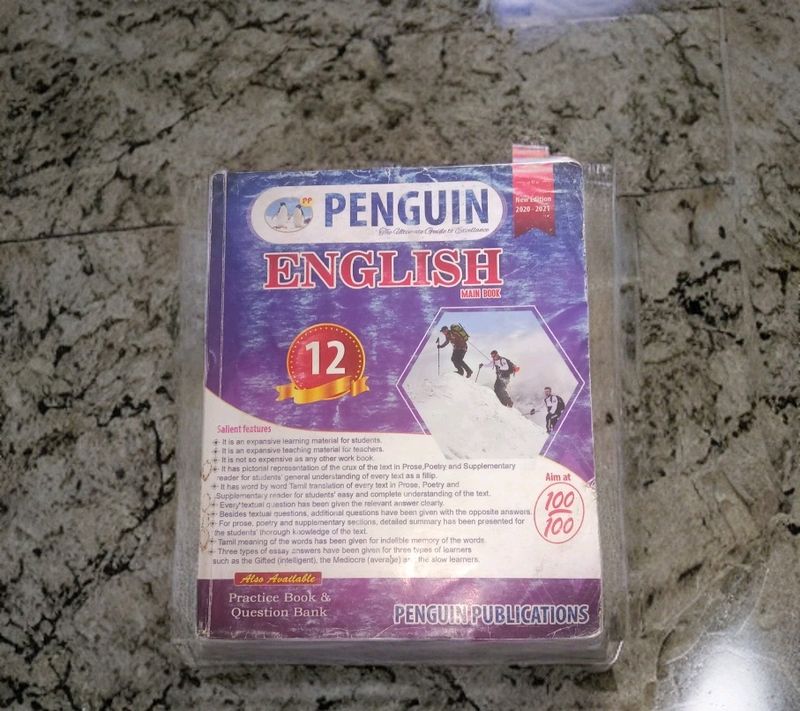 PP
PENGUIN
The Ultimate Guide to Excellence
New Edition
2020 - 2021
ENGLISH
MAIN BOOK
12
Salient features
It is an expansive learning material for students.
It is an expansive teaching material for teachers.
It is not so expensive as any other work book.
It has pictorial representation of the crux of the text in Prose,Poetry and Supplementary
reader for students' general understanding of every text as a fillip.
It has word by word Tamil translation of every text in Prose, Poetry and
Supplementary reader for students' easy and complete understanding of the text.
Every textual question has been given the relevant answer clearly.
Besides textual questions, additional questions have been given with the opposite answers.
For prose, poetry and supplementary sections, detailed summary has been presented for
the students' thorough knowledge of the text.
Tamil meaning of the words has been given for indelible memory of the words.
Three types of essay answers have been given for three types of learners
such as the Gifted (intelligent), the Mediocre (average) and the slow learners.
Aim at
100
100
Also Available
Practice Book &
Question Bank
PENGUIN PUBLICATIONS